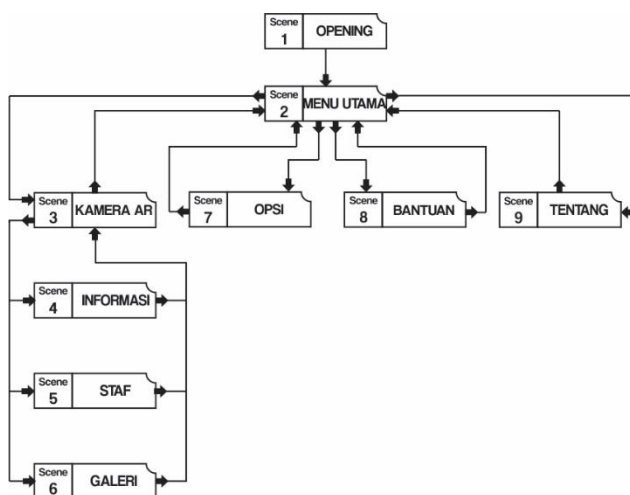 Scene
1
OPENING
Scene
2
MENU UTAMA
Scene
3
KAMERA AR
Scene
7
OPSI
Scene
8
BANTUAN
Scene
9
TENTANG
Scene
4
INFORMASI
Scene
5
STAF
Scene
6
GALERI